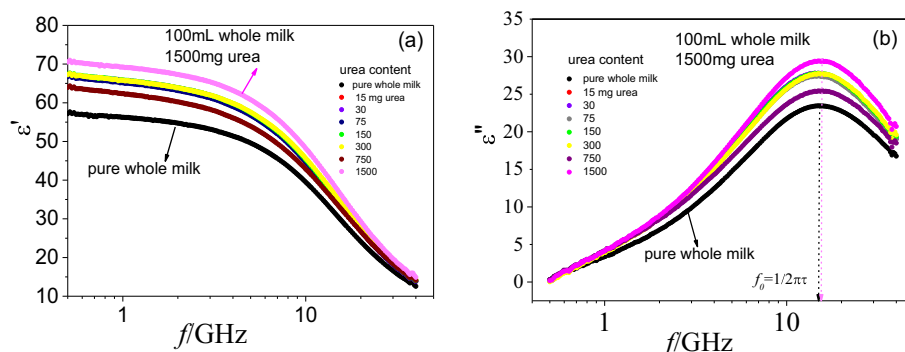 (a)
100mL whole milk
1500mg urea
urea content
pure whole milk
15 mg urea
30
75
150
300
750
1500
pure whole milk
ε'
80
70
60
50
40
30
20
10
1
10
f/GHz
(b)
100mL whole milk
1500mg urea
urea content
pure whole milk
15 mg urea
30
75
150
300
750
1500
pure whole milk
f₀=1/2πτ
ε"
35
30
25
20
15
10
5
0
1
10
f/GHz